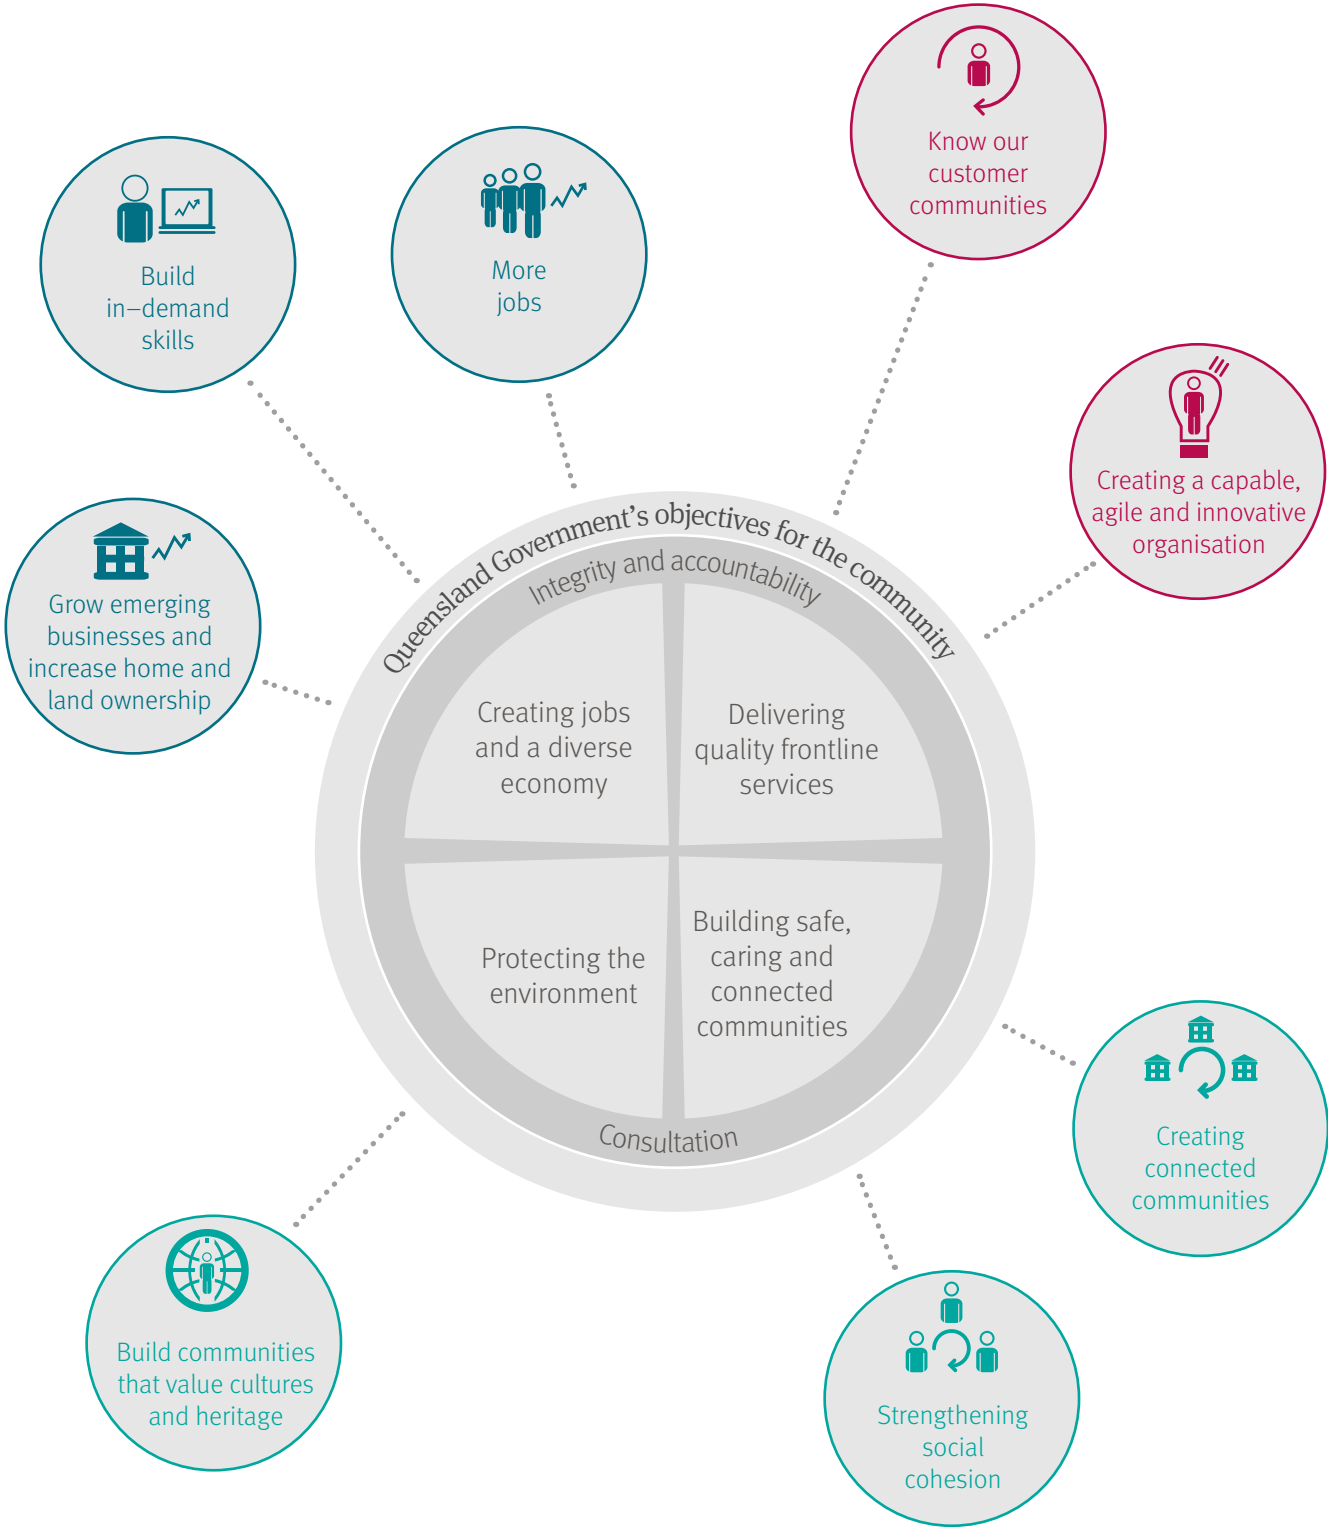 Know our
customer
communities
Build
in–demand
skills
More
jobs
Creating a capable,
agile and innovative
organisation
Grow emerging
businesses and
increase home and
land ownership
Queensland Government's objectives for the community
Integrity and accountability
Creating jobs
and a diverse
economy
Delivering
quality frontline
services
Protecting the
environment
Building safe,
caring and
connected
communities
Consultation
Creating
connected
communities
Build communities
that value cultures
and heritage
Strengthening
social
cohesion